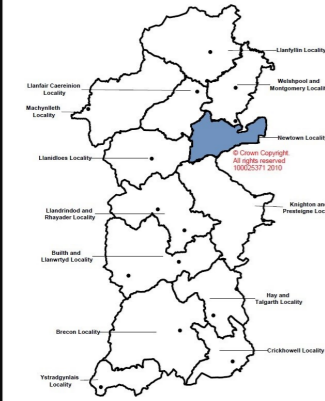 Llanfyllin Locality
Llanfair Caereinion
Locality
Welshpool and
Montgomery Locali
Machynlleth
Locality
Newtown Localit
© Crown Copyright.
All rights reserved
100025371 2010
Llanidloes Locality
Llandrindod and
Rhayader Locality
Knighton and
Presteigne Loc
Builth and
Llanwrtyd Locality
Hay and
Talgarth Locality
Brecon Locality
Crickhowell Locality
Ystradgynlais
Locality